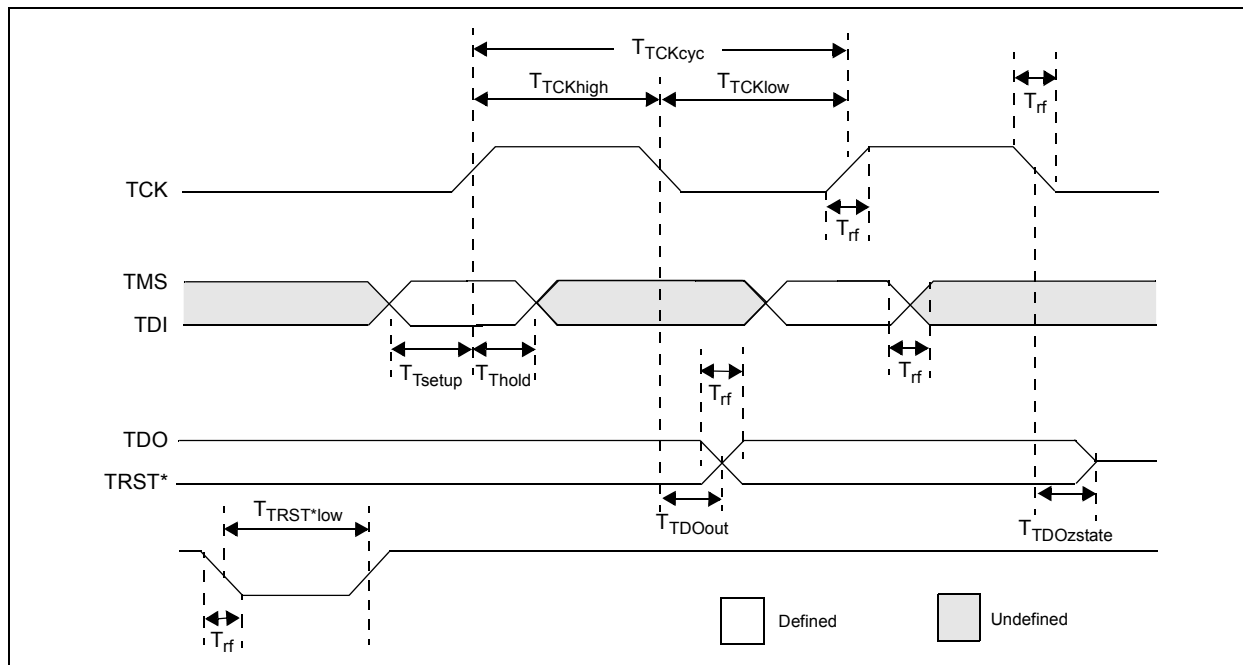 TTCKcyc
TTCKhigh
TTCKlow
Trf
TCK
Trf
TMS
TDI
TTsetup
TThold
Trf
Trf
TDO
TRST*
TTRST*low
TTDOout
TTDOzstate
Trf
Defined
Undefined